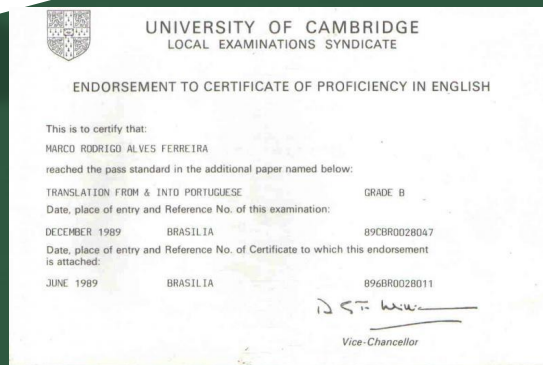 UNIVERSITY OF CAMBRIDGE
LOCAL EXAMINATIONS SYNDICATE
ENDORSEMENT TO CERTIFICATE OF PROFICIENCY IN ENGLISH
This is to certify that:
MARCO RODRIGO ALVES FERREIRA
reached the pass standard in the additional paper named below:
TRANSLATION FROM & INTO PORTUGUESE GRADE B
Date, place of entry and Reference No. of this examination:
DECEMBER 1989 BRASILIA 89CBR0028047
Date, place of entry and Reference No. of Certificate to which this endorsement
is attached:
JUNE 1989 BRASILIA 896BR0028011
Vice-Chancellor